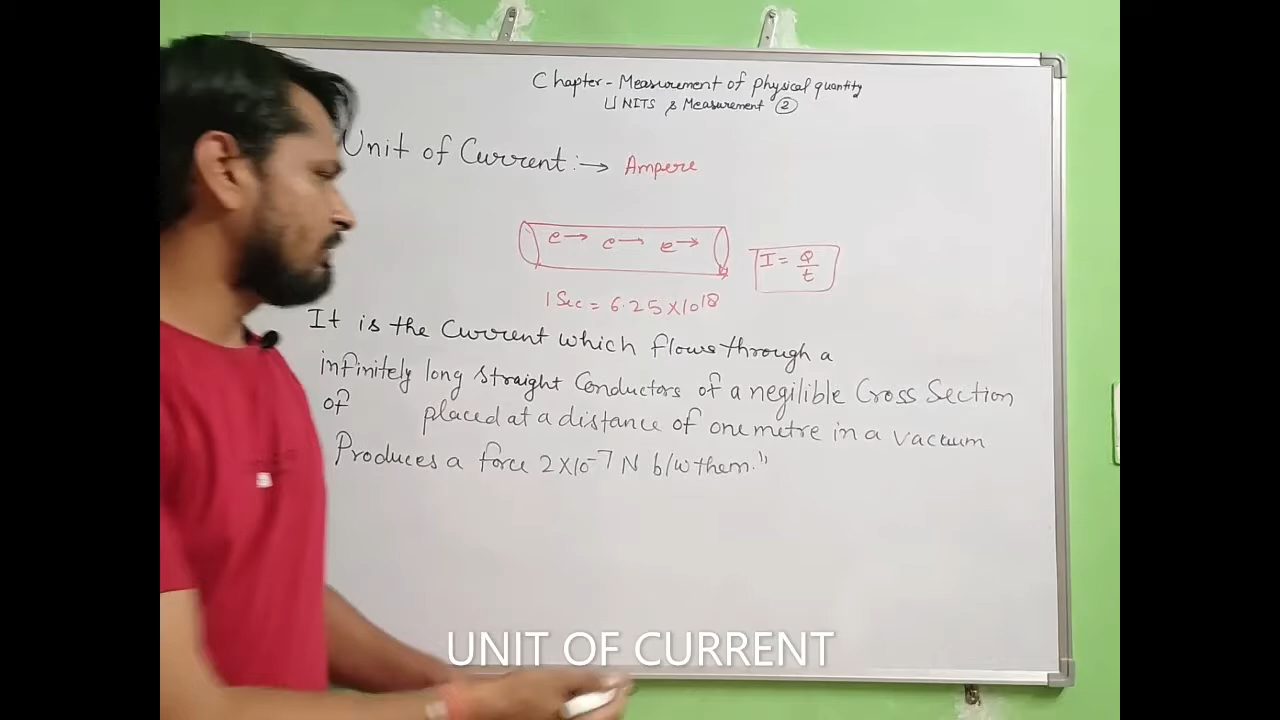 Chapter - Measurement of physical quantity
UNITS & Measurement ②
Unit of Current :→ Ampere
e→ e→ e→
I = Q/t
1 Sec = 6.25 X 10¹⁸
It is the Current which flows through a
infinitely long straight Conductors of a negilible Cross Section
of placed at a distance of one metre in a vacuum
Produces a force 2X10⁻⁷ N b/w them."
UNIT OF CURRENT